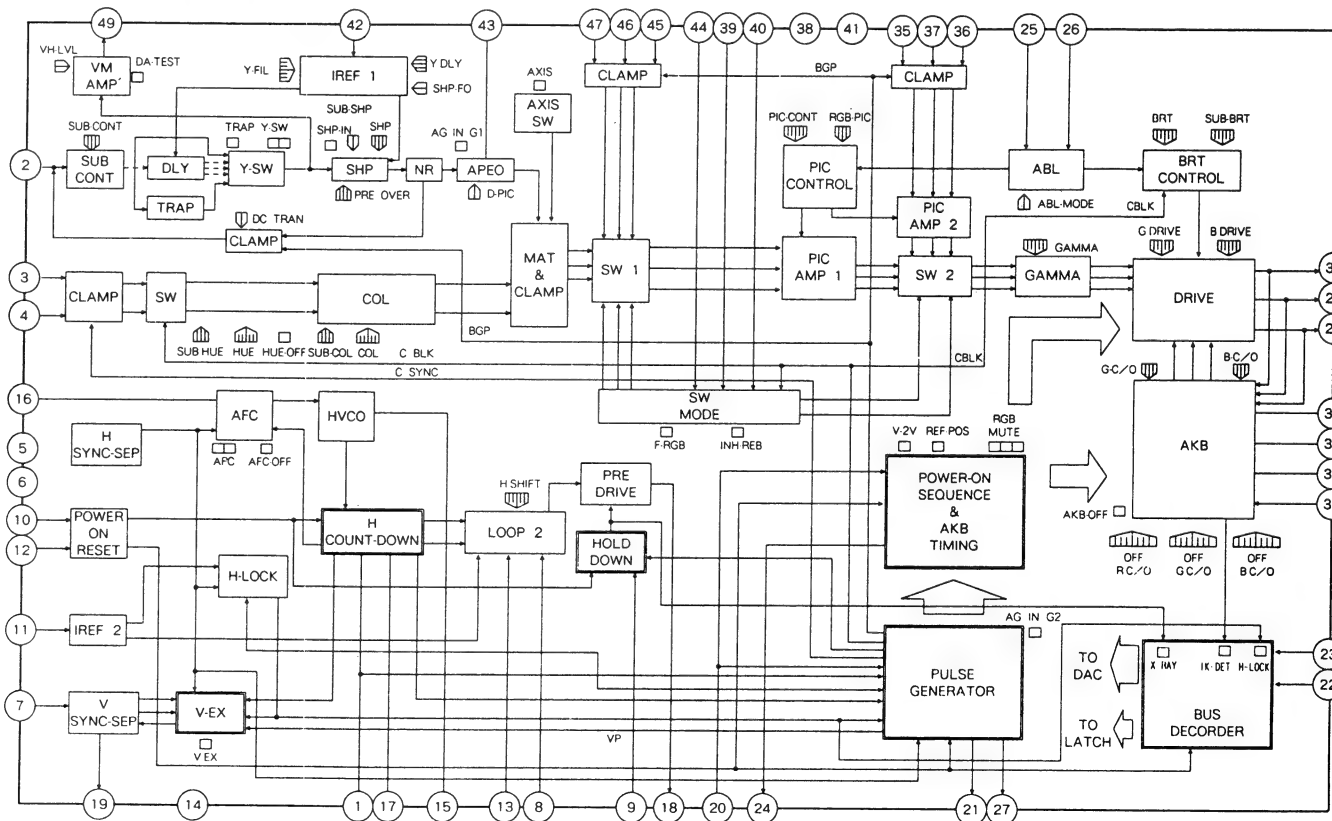 49
42
43
47
46
45
44
39
40
38
41
35
37
36
25
26
VH·LVL
VM
AMP
DA·TEST
Y·FIL
IREF 1
Y DLY
SHP·FO
SUB·SHP
SHP·IN
SHP
AG IN G1
AXIS
AXIS
SW
CLAMP
BGP
CLAMP
PIC·CONT
RGB·PIC
PIC
CONTROL
ABL
ABL·MODE
BRT
SUB·BRT
BRT
CONTROL
CBLK
2
SUB·CONT
SUB
CONT
DLY
TRAP
TRAP Y·SW
Y-SW
SHP
PRE OVER
NR
APEO
D·PIC
DC TRAN
CLAMP
PIC
AMP 2
G DRIVE
B DRIVE
3
4
CLAMP
SW
COL
MAT
&
CLAMP
SW 1
PIC
AMP 1
SW 2
GAMMA
GAMMA
DRIVE
SUB·HUE
HUE
HUE·OFF
SUB·COL
COL
BGP
C BLK
C SYNC
CBLK
G·C/O
B·C/O
16
5
6
10
12
11
7
H
SYNC-SEP
AFC
AFC
AFC·OFF
HVCO
SW
MODE
F·RGB
INH·REB
V·2V
REF·POS
RGB
MUTE
POWER-ON
SEQUENCE
&
AKB
TIMING
AKB
AKB·OFF
OFF
R C/O
OFF
G C/O
OFF
B C/O
POWER
ON
RESET
H
COUNT-DOWN
H SHIFT
LOOP 2
PRE
DRIVE
HOLD
DOWN
H-LOCK
IREF 2
V
SYNC-SEP
V-EX
V EX
VP
AG IN G2
PULSE
GENERATOR
TO
DAC
TO
LATCH
X RAY
IK·DET
H·LOCK
BUS
DECORDER
23
22
19
14
1
17
15
13
8
9
18
20
24
21
27